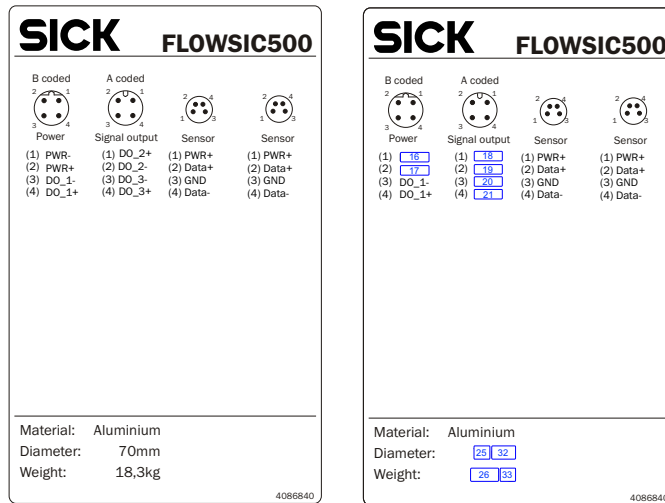 SICK FLOWSIC500
B coded A coded
2 1 2 1 2 4 2 4
3 4 3 4 1 3 1 3
Power Signal output Sensor Sensor
(1) PWR- (1) DO_2+ (1) PWR+ (1) PWR+
(2) PWR+ (2) DO_2- (2) Data+ (2) Data+
(3) DO_1- (3) DO_3- (3) GND (3) GND
(4) DO_1+ (4) DO_3+ (4) Data- (4) Data-
Material: Aluminium
Diameter: 70mm
Weight: 18,3kg
4086840
SICK FLOWSIC500
B coded A coded
2 1 2 1 2 4 2 4
3 4 3 4 1 3 1 3
Power Signal output Sensor Sensor
(1) 16 (1) 18 (1) PWR+ (1) PWR+
(2) 17 (2) 19 (2) Data+ (2) Data+
(3) DO_1- (3) 20 (3) GND (3) GND
(4) DO_1+ (4) 21 (4) Data- (4) Data-
Material: Aluminium
Diameter: 25 32
Weight: 26 33
4086840